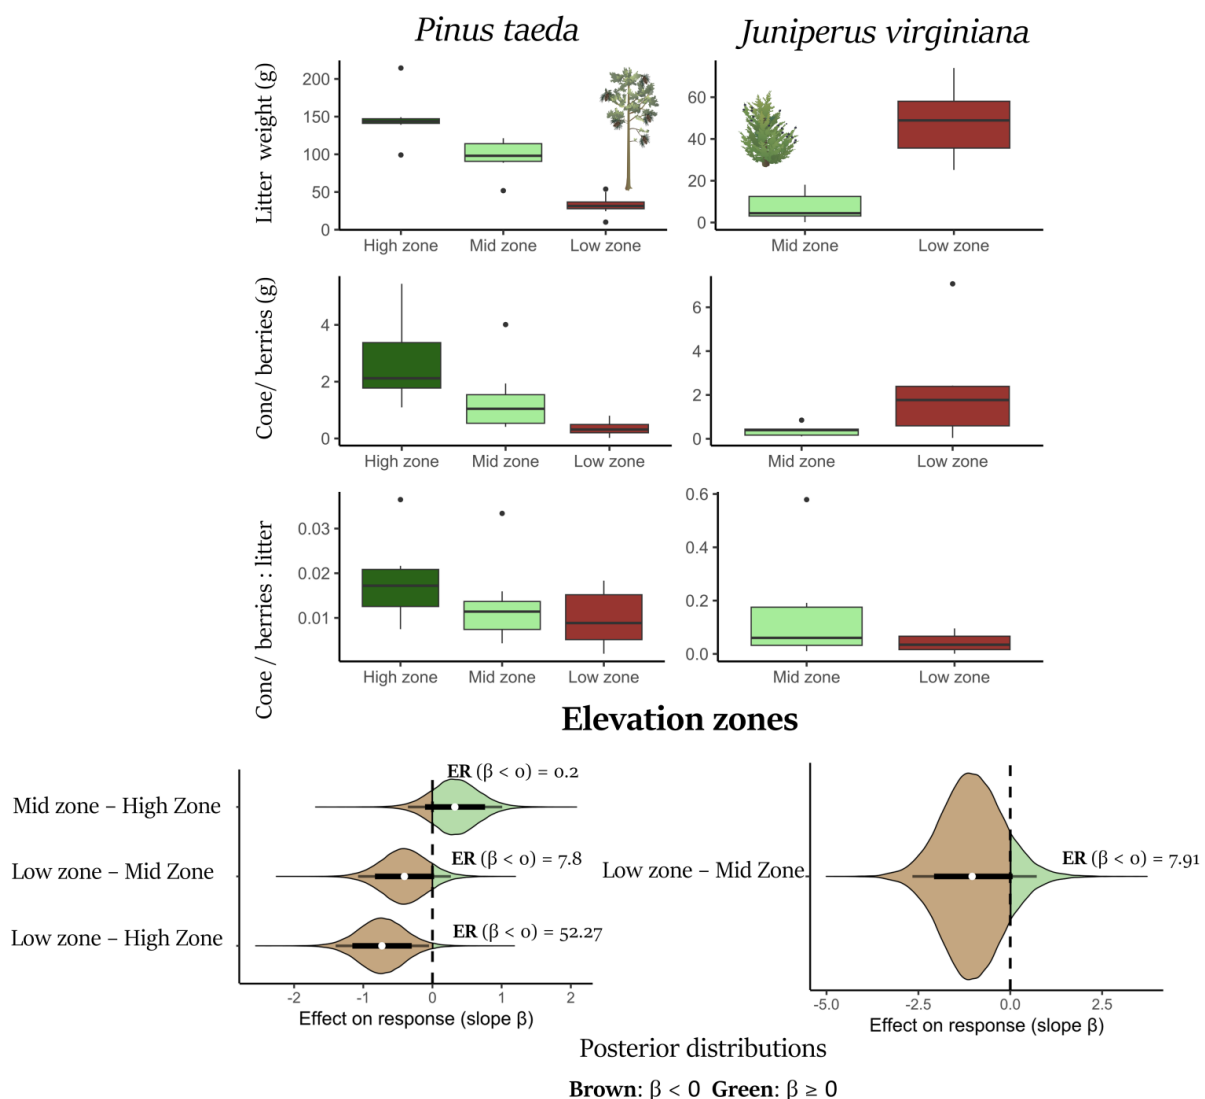 Pinus taeda
Juniperus virginiana
Litter weight (g)
200
150
100
50
0
High zone
Mid zone
Low zone
60
40
20
0
Mid zone
Low zone
Cone/ berries (g)
4
2
0
High zone
Mid zone
Low zone
6
4
2
0
Mid zone
Low zone
Cone / berries : litter
0.03
0.02
0.01
High zone
Mid zone
Low zone
0.6
0.4
0.2
0.0
Mid zone
Low zone
Elevation zones
Mid zone – High Zone
ER (β < 0) = 0.2
Low zone – Mid Zone
ER (β < 0) = 7.8
Low zone – High Zone
ER (β < 0) = 52.27
-2
-1
0
1
2
Effect on response (slope β)
Low zone – Mid Zone
ER (β < 0) = 7.91
-5.0
-2.5
0.0
2.5
Effect on response (slope β)
Posterior distributions
Brown: β < 0 Green: β ≥ 0